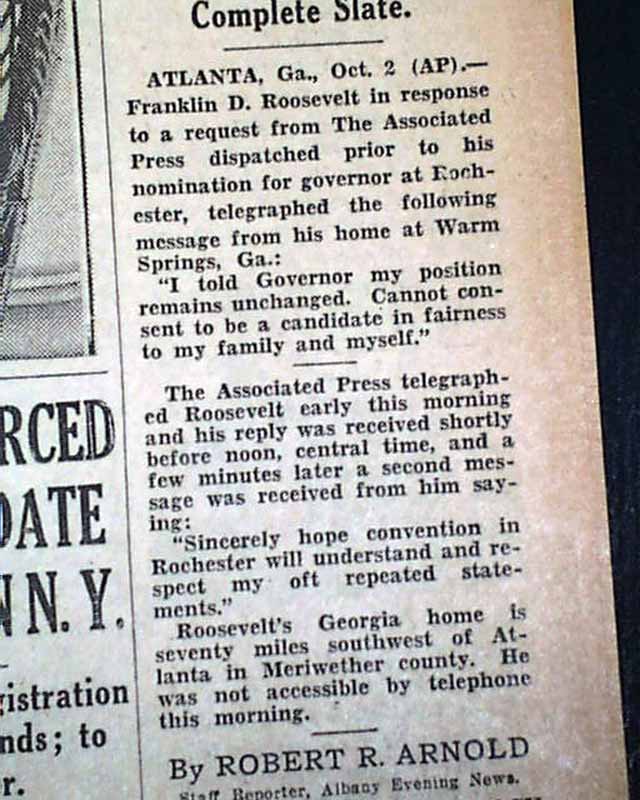 Complete Slate.
ATLANTA, Ga., Oct. 2 (AP).—
Franklin D. Roosevelt in response
to a request from The Associated
Press dispatched prior to his
nomination for governor at Roch-
ester, telegraphed the following
message from his home at Warm
Springs, Ga.:
"I told Governor my position
remains unchanged. Cannot con-
sent to be a candidate in fairness
to my family and myself."
The Associated Press telegraph-
ed Roosevelt early this morning
and his reply was received shortly
before noon, central time, and a
few minutes later a second mes-
sage was received from him say-
ing:
"Sincerely hope convention in
Rochester will understand and re-
spect my oft repeated state-
ments."
Roosevelt's Georgia home is
seventy miles southwest of At-
lanta in Meriwether county. He
was not accessible by telephone
this morning.
By ROBERT R. ARNOLD
Staff Reporter, Albany Evening News.
RCED
DATE
N N. Y.
gistration
nds; to
r.